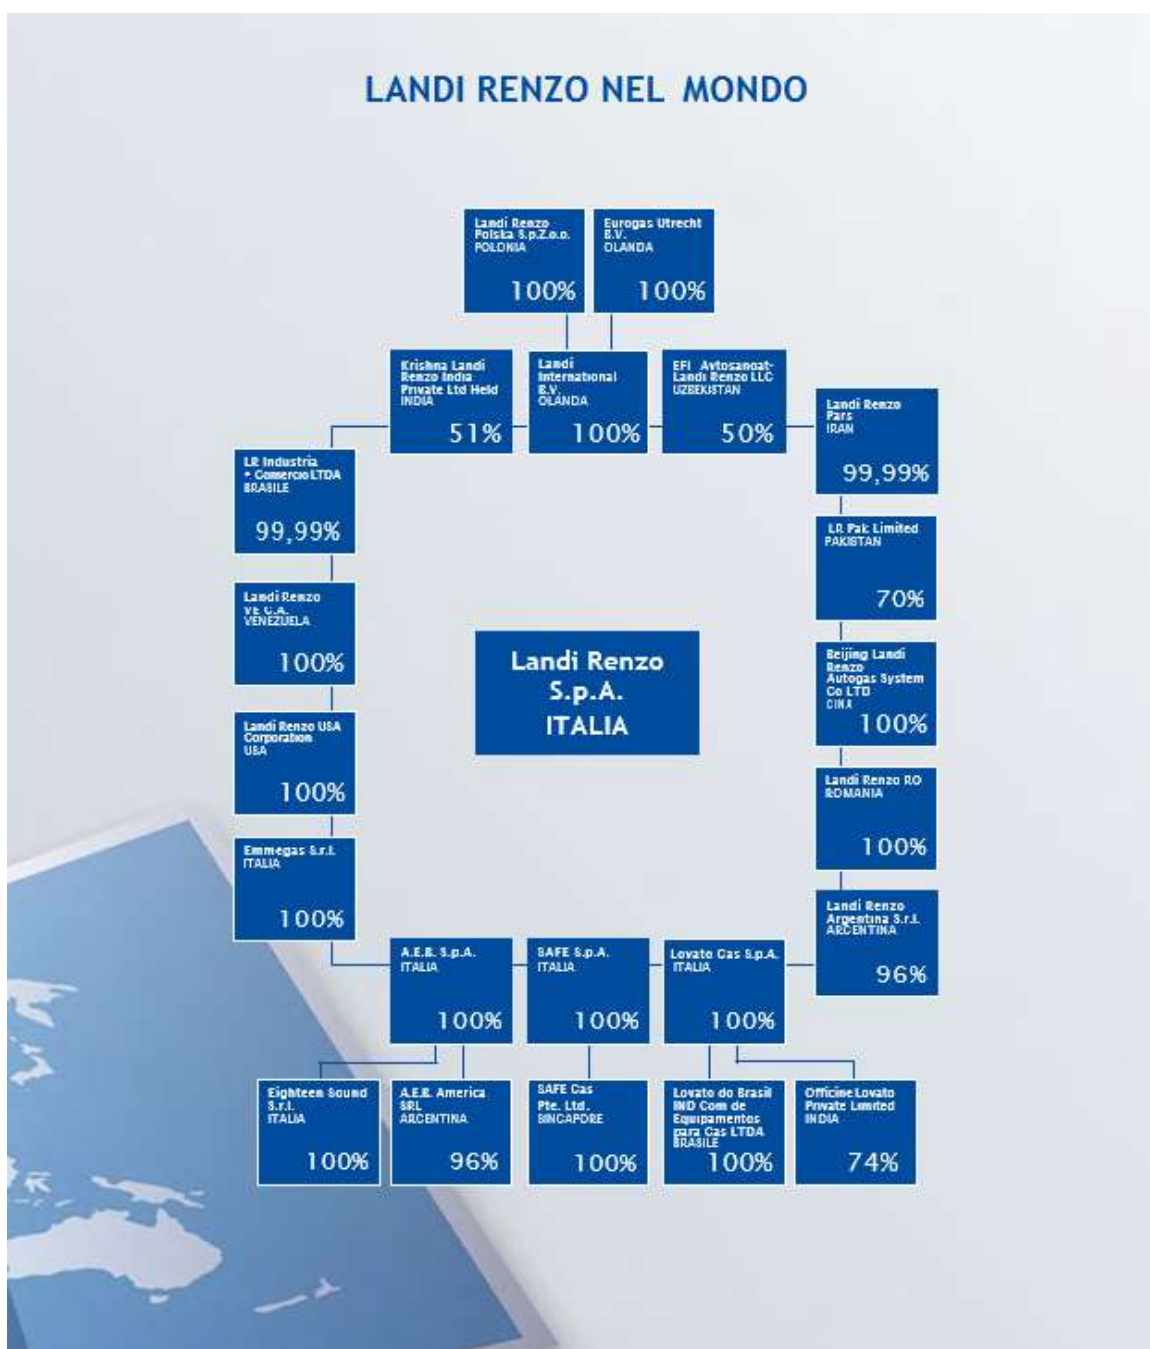 LANDI RENZO NEL MONDO
Landi Renzo
Polska S.p.Z.o.o.
POLONIA
100%
Eurogas Utrecht
B.V.
OLANDA
100%
Krishna Landi
Renzo India
Private Ltd Held
INDIA
51%
Landi
International
B.V.
OLANDA
100%
EFI Avtosanoat-
Landi Renzo LLC
UZBEKISTAN
50%
Landi Renzo
Pars
IRAN
99,99%
LR Industria
e Comercio LTDA
BRASILE
99,99%
LR Pak Limited
PAKISTAN
70%
Landi Renzo
VE C.A.
VENEZUELA
100%
Landi Renzo
S.p.A.
ITALIA
Beijing Landi
Renzo
Autogas System
Co LTD
CINA
100%
Landi Renzo USA
Corporation
USA
100%
Landi Renzo RO
ROMANIA
100%
Emmegas S.r.l.
ITALIA
100%
Landi Renzo
Argentina S.r.l.
ARGENTINA
96%
A.E.B. S.p.A.
ITALIA
100%
SAFE S.p.A.
ITALIA
100%
Lovato Gas S.p.A.
ITALIA
100%
Eighteen Sound
S.r.l.
ITALIA
100%
A.E.B. America
SRL
ARGENTINA
96%
SAFE Gas
Pte. Ltd.
SINGAPORE
100%
Lovato do Brasil
IND Com de
Equipamentos
para Gas LTDA
BRASILE
100%
Officine Lovato
Private Limited
INDIA
74%